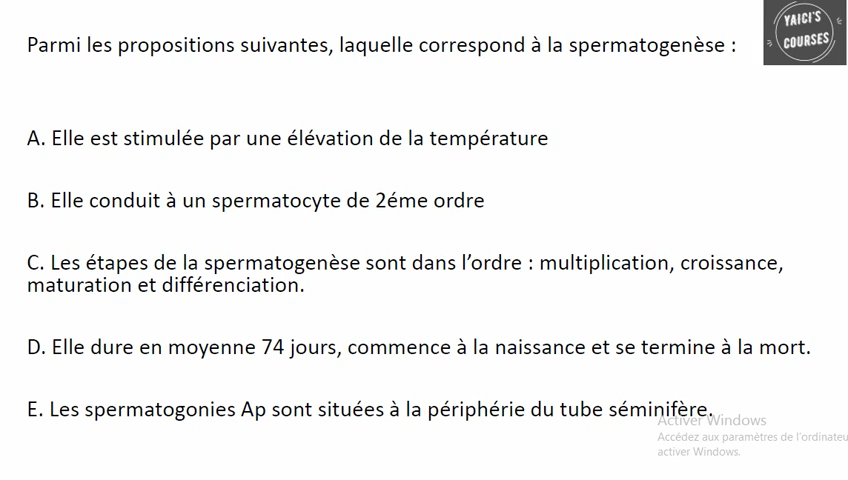 YAICI'S
COURSES
Parmi les propositions suivantes, laquelle correspond à la spermatogenèse :
A. Elle est stimulée par une élévation de la température
B. Elle conduit à un spermatocyte de 2éme ordre
C. Les étapes de la spermatogenèse sont dans l’ordre : multiplication, croissance,
maturation et différenciation.
D. Elle dure en moyenne 74 jours, commence à la naissance et se termine à la mort.
E. Les spermatogonies Ap sont situées à la périphérie du tube séminifère.
Activer Windows
Accédez aux paramètres de l'ordinateu
activer Windows.